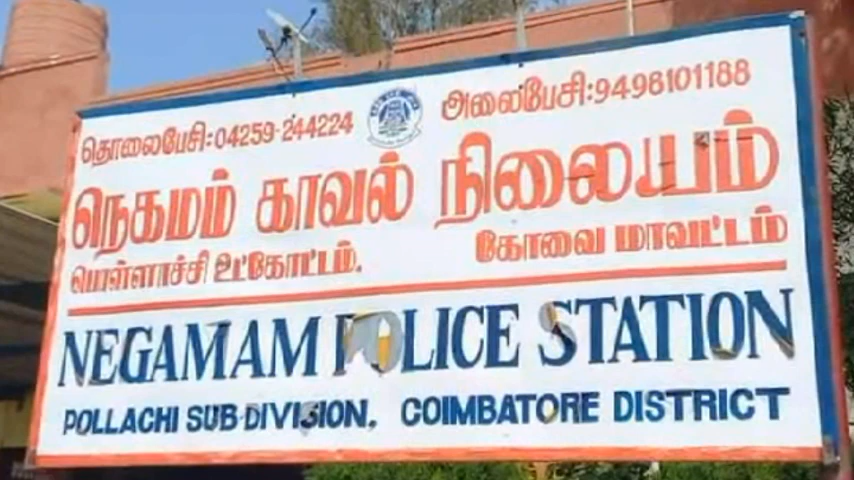 தொலைபேசி:04259-244224 அலைபேசி:9498101188
நெகமம் காவல் நிலையம்
பொள்ளாச்சி உட்கோட்டம். கோவை மாவட்டம்
NEGAMAM POLICE STATION
POLLACHI SUB-DIVISION, COIMBATORE DISTRICT